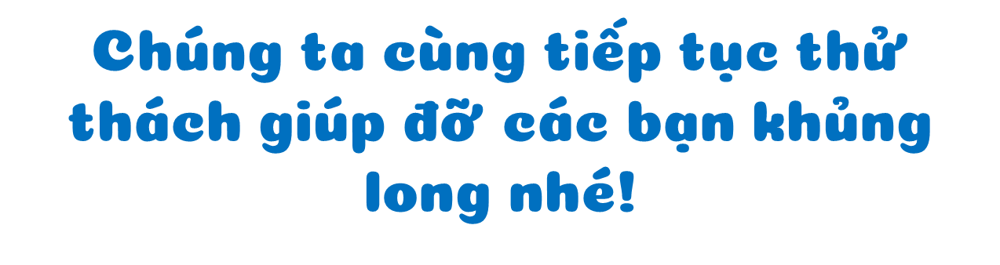 Chúng ta cùng tiếp tục thử
thách giúp đỡ các bạn khủng
long nhé!